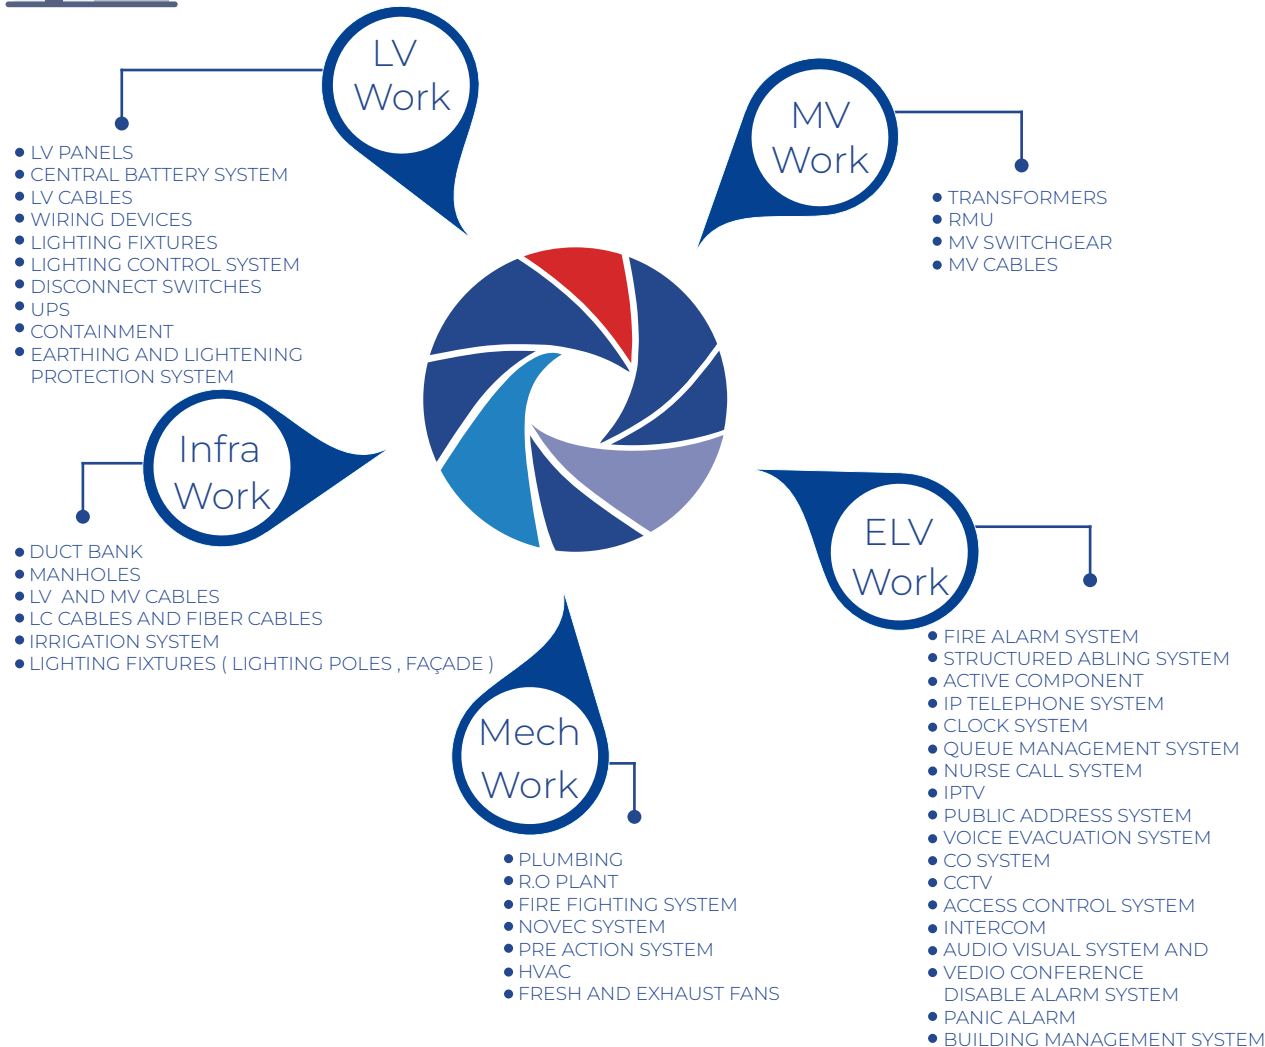 LV
Work
LV PANELS
CENTRAL BATTERY SYSTEM
LV CABLES
WIRING DEVICES
LIGHTING FIXTURES
LIGHTING CONTROL SYSTEM
DISCONNECT SWITCHES
UPS
CONTAINMENT
EARTHING AND LIGHTENING
PROTECTION SYSTEM
MV
Work
TRANSFORMERS
RMU
MV SWITCHGEAR
MV CABLES
Infra
Work
DUCT BANK
MANHOLES
LV AND MV CABLES
LC CABLES AND FIBER CABLES
IRRIGATION SYSTEM
LIGHTING FIXTURES ( LIGHTING POLES , FAÇADE )
ELV
Work
FIRE ALARM SYSTEM
STRUCTURED ABLING SYSTEM
ACTIVE COMPONENT
IP TELEPHONE SYSTEM
CLOCK SYSTEM
QUEUE MANAGEMENT SYSTEM
NURSE CALL SYSTEM
IPTV
PUBLIC ADDRESS SYSTEM
VOICE EVACUATION SYSTEM
CO SYSTEM
CCTV
ACCESS CONTROL SYSTEM
INTERCOM
AUDIO VISUAL SYSTEM AND
VEDIO CONFERENCE
DISABLE ALARM SYSTEM
PANIC ALARM
BUILDING MANAGEMENT SYSTEM
Mech
Work
PLUMBING
R.O PLANT
FIRE FIGHTING SYSTEM
NOVEC SYSTEM
PRE ACTION SYSTEM
HVAC
FRESH AND EXHAUST FANS